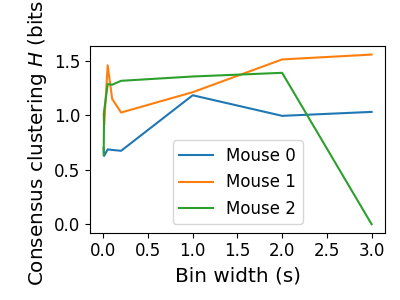 Consensus clustering H (bits
1.5
1.0
0.5
0.0
Mouse 0
Mouse 1
Mouse 2
0.0 0.5 1.0 1.5 2.0 2.5 3.0
Bin width (s)